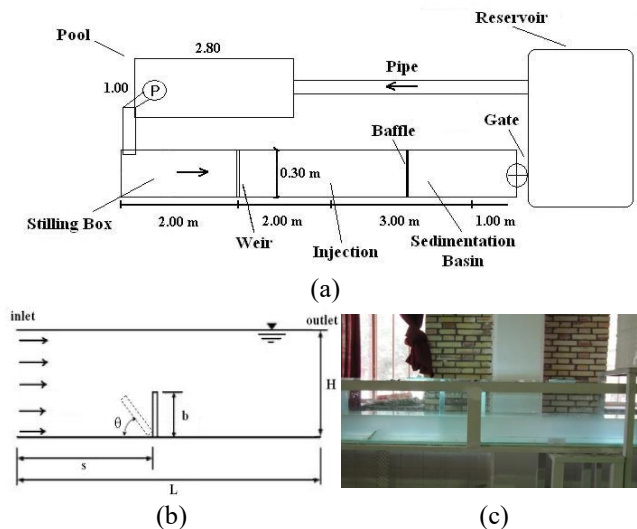 Reservoir
Pool
2.80
Pipe
1.00
P
Baffle
Gate
0.30 m
2.00 m
2.00 m
3.00 m
1.00 m
Stilling Box
Weir
Injection
Sedimentation
Basin
(a)
inlet
outlet
H
b
θ
s
L
(b)
(c)